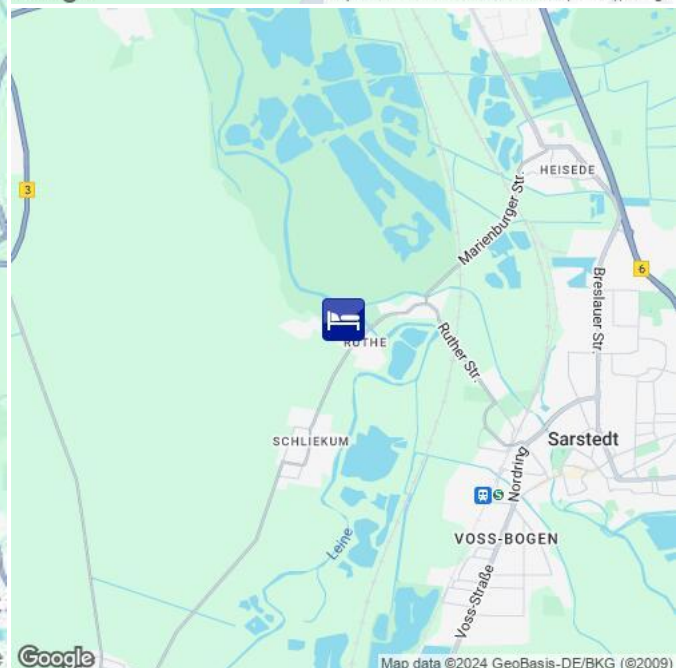 3
HEISEDE
Marienburger Str.
6
Breslauer Str.
RUTHE
Ruther Str.
SCHLIEKUM
Sarstedt
Nordring
S
VOSS-BOGEN
Leine
Voss-Straße
Google
Map data ©2024 GeoBasis-DE/BKG (©2009)